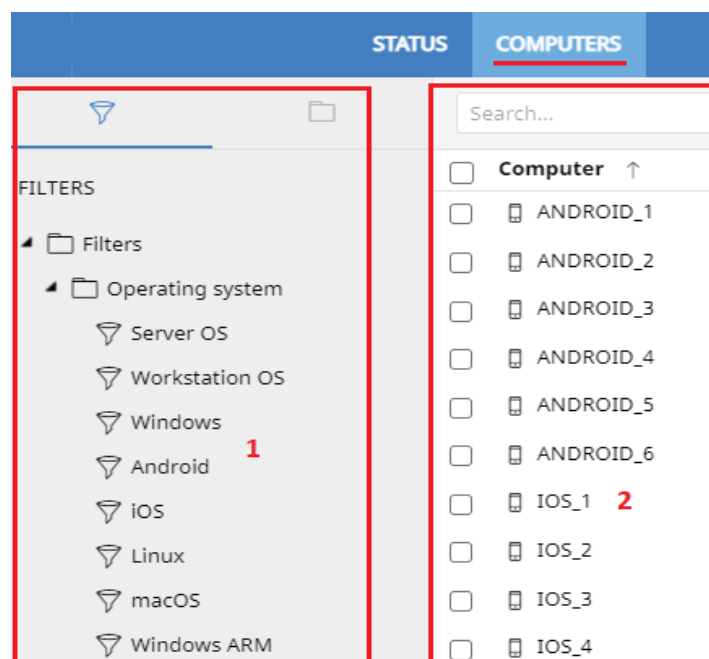 STATUS COMPUTERS
FILTERS
Filters
Operating system
Server OS
Workstation OS
Windows
1
Android
iOS
Linux
macOS
Windows ARM
Search...
Computer ↑
ANDROID_1
ANDROID_2
ANDROID_3
ANDROID_4
ANDROID_5
ANDROID_6
IOS_1 2
IOS_2
IOS_3
IOS_4